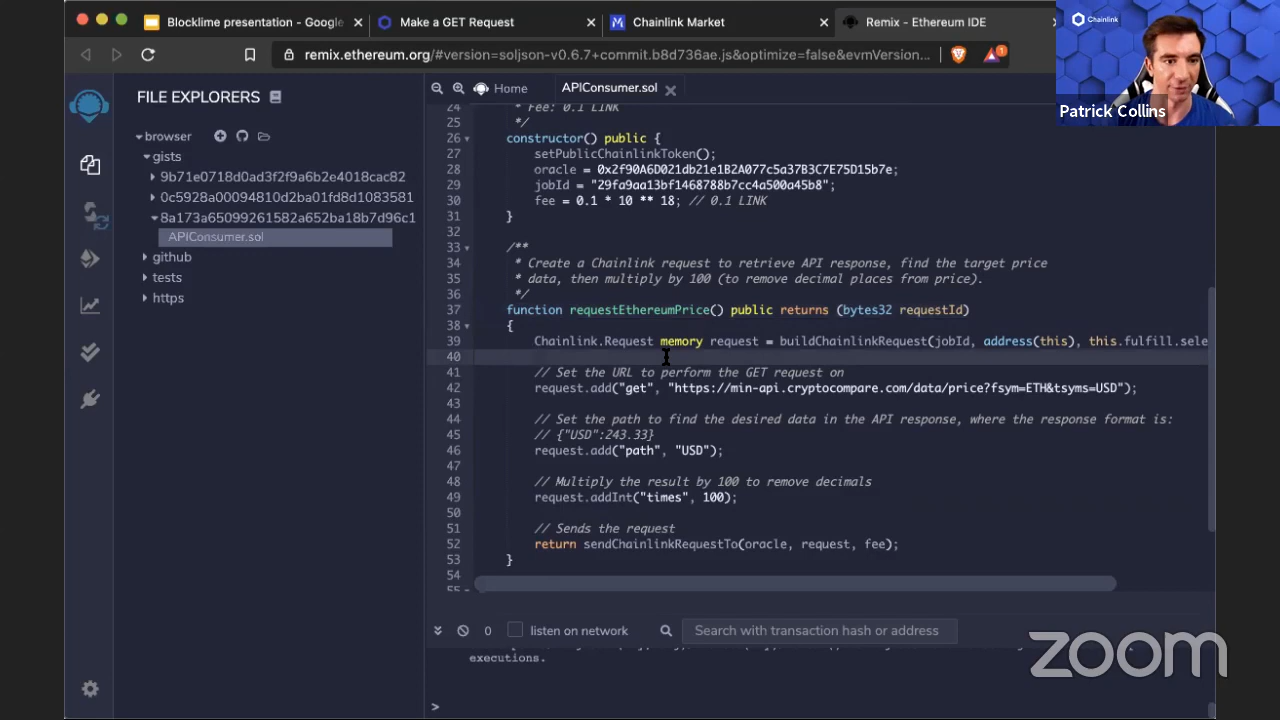 Blocklime presentation - Google
Make a GET Request
Chainlink Market
Remix - Ethereum IDE
remix.ethereum.org/#version=soljson-v0.6.7+commit.b8d736ae.js&optimize=false&evmVersion...
1
Chainlink
Patrick Collins
FILE EXPLORERS
browser
gists
9b71e0718d0ad3f2f9a6b2e4018cac82
0c5928a00094810d2ba01fd8d1083581
8a173a65099261582a652ba18b7d96c1
APIConsumer.sol
github
tests
https
Home
APIConsumer.sol
24 * Fee: 0.1 LINK
25 */
26 constructor() public {
27 setPublicChainlinkToken();
28 oracle = 0x2f90A6D021db21e1B2A077c5a37B3C7E75D15b7e;
29 jobId = "29fa9aa13bf1468788b7cc4a500a45b8";
30 fee = 0.1 * 10 ** 18; // 0.1 LINK
31 }
32
33 /**
34 * Create a Chainlink request to retrieve API response, find the target price
35 * data, then multiply by 100 (to remove decimal places from price).
36 */
37 function requestEthereumPrice() public returns (bytes32 requestId)
38 {
39 Chainlink.Request memory request = buildChainlinkRequest(jobId, address(this), this.fulfill.sele
40
41 // Set the URL to perform the GET request on
42 request.add("get", "https://min-api.cryptocompare.com/data/price?fsym=ETH&tsyms=USD");
43
44 // Set the path to find the desired data in the API response, where the response format is:
45 // {"USD":243.33}
46 request.add("path", "USD");
47
48 // Multiply the result by 100 to remove decimals
49 request.addInt("times", 100);
50
51 // Sends the request
52 return sendChainlinkRequestTo(oracle, request, fee);
53 }
54
55
0
listen on network
Search with transaction hash or address
executions.
>
zoom